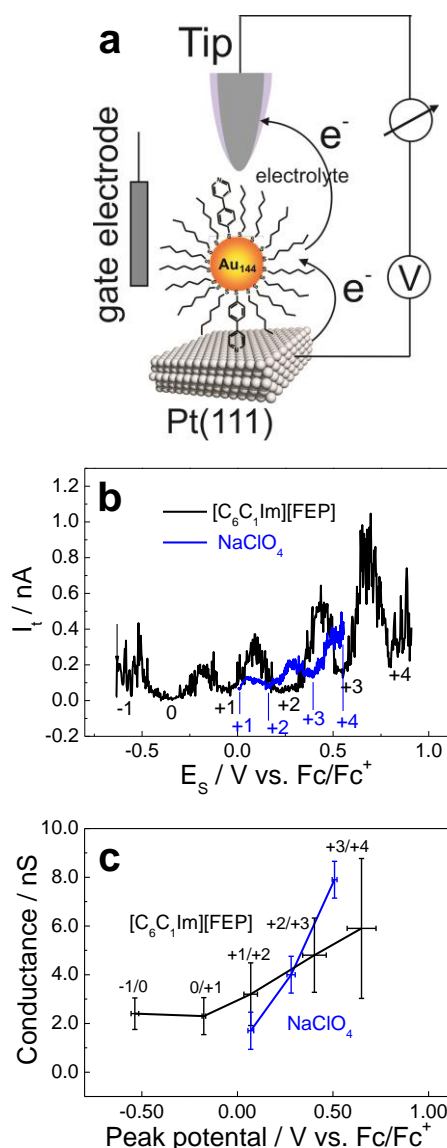 a
Tip
gate electrode
e-
electrolyte
N
S
Au144
e-
V
N
Pt(111)
b
[C6C1Im][FEP]
NaClO4
It / nA
1.2
1.0
0.8
0.6
0.4
0.2
0.0
-0.2
-1
0
+1
+2
+3
+4
+1
+2
+3
+4
-0.5
0.0
0.5
1.0
ES / V vs. Fc/Fc+
c
Conductance / nS
8.0
6.0
4.0
2.0
0.0
[C6C1Im][FEP]
-1/0
0/+1
+1/+2
+2/+3
+3/+4
NaClO4
-0.50
0.00
0.50
1.00
Peak potential / V vs. Fc/Fc+